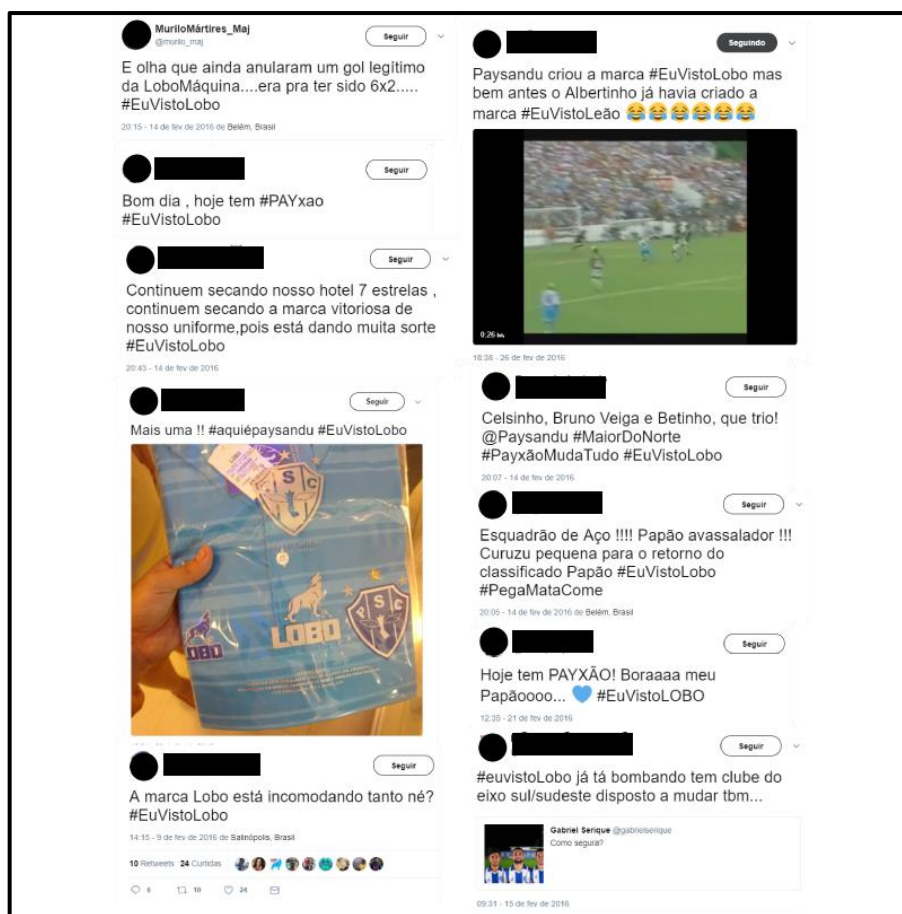 MuriloMártires_Maj
@murilo_maj
Seguir
E olha que ainda anularam um gol legítimo
da LoboMáquina....era pra ter sido 6x2.....
#EuVistoLobo
20:15 - 14 de fev de 2016 de Belém, Brasil
Seguir
Bom dia , hoje tem #PAYxao
#EuVistoLobo
Seguir
Continuem secando nosso hotel 7 estrelas ,
continuem secando a marca vitoriosa de
nosso uniforme,pois está dando muita sorte
#EuVistoLobo
20:43 - 14 de fev de 2016
Seguir
Mais uma !! #aquiépaysandu #EuVistoLobo
PSC
LOBO
PSC
Seguir
A marca Lobo está incomodando tanto né?
#EuVistoLobo
14:15 - 9 de fev de 2016 de Salinópolis, Brasil
10 Retweets 24 Curtidas
6 10 24
Seguindo
Paysandu criou a marca #EuVistoLobo mas
bem antes o Albertinho já havia criado a
marca #EuVistoLeão 😂😂😂😂😂😂
0:26
18:38 - 26 de fev de 2016
Seguir
Celsinho, Bruno Veiga e Betinho, que trio!
@Paysandu #MaiorDoNorte
#PayxãoMudaTudo #EuVistoLobo
20:07 - 14 de fev de 2016
Seguir
Esquadrão de Aço !!!! Papão avassalador !!!
Curuzu pequena para o retorno do
classificado Papão #EuVistoLobo
#PegaMataCome
20:05 - 14 de fev de 2016 de Belém, Brasil
Seguir
Hoje tem PAYXÃO! Boraaaa meu
Papãoooo... 💙 #EuVistoLOBO
12:35 - 21 de fev de 2016
Seguir
#euvistoLobo já tá bombando tem clube do
eixo sul/sudeste disposto a mudar tbm...
Gabriel Serique @gabrielserique
Como segura?
09:31 - 15 de fev de 2016